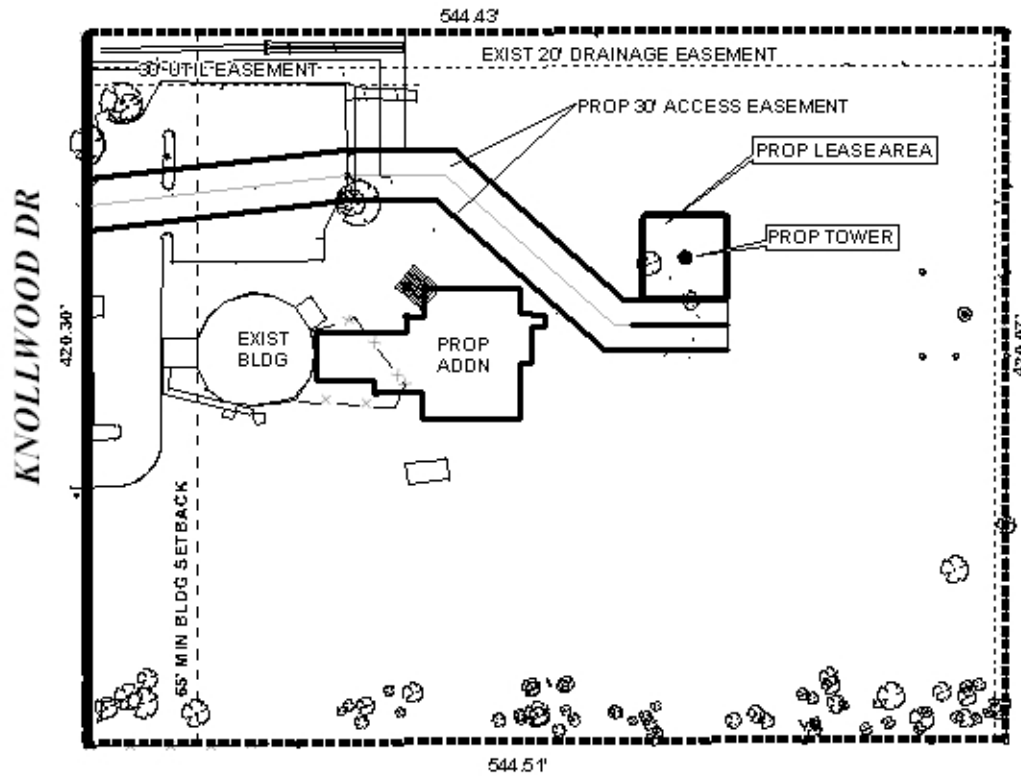 544.43'
EXIST 20' DRAINAGE EASEMENT
30' UTIL EASEMENT
PROP 30' ACCESS EASEMENT
PROP LEASE AREA
PROP TOWER
KNOLLWOOD DR
420.30'
EXIST
BLDG
PROP
ADDN
65' MIN BLDG SETBACK
544.51'